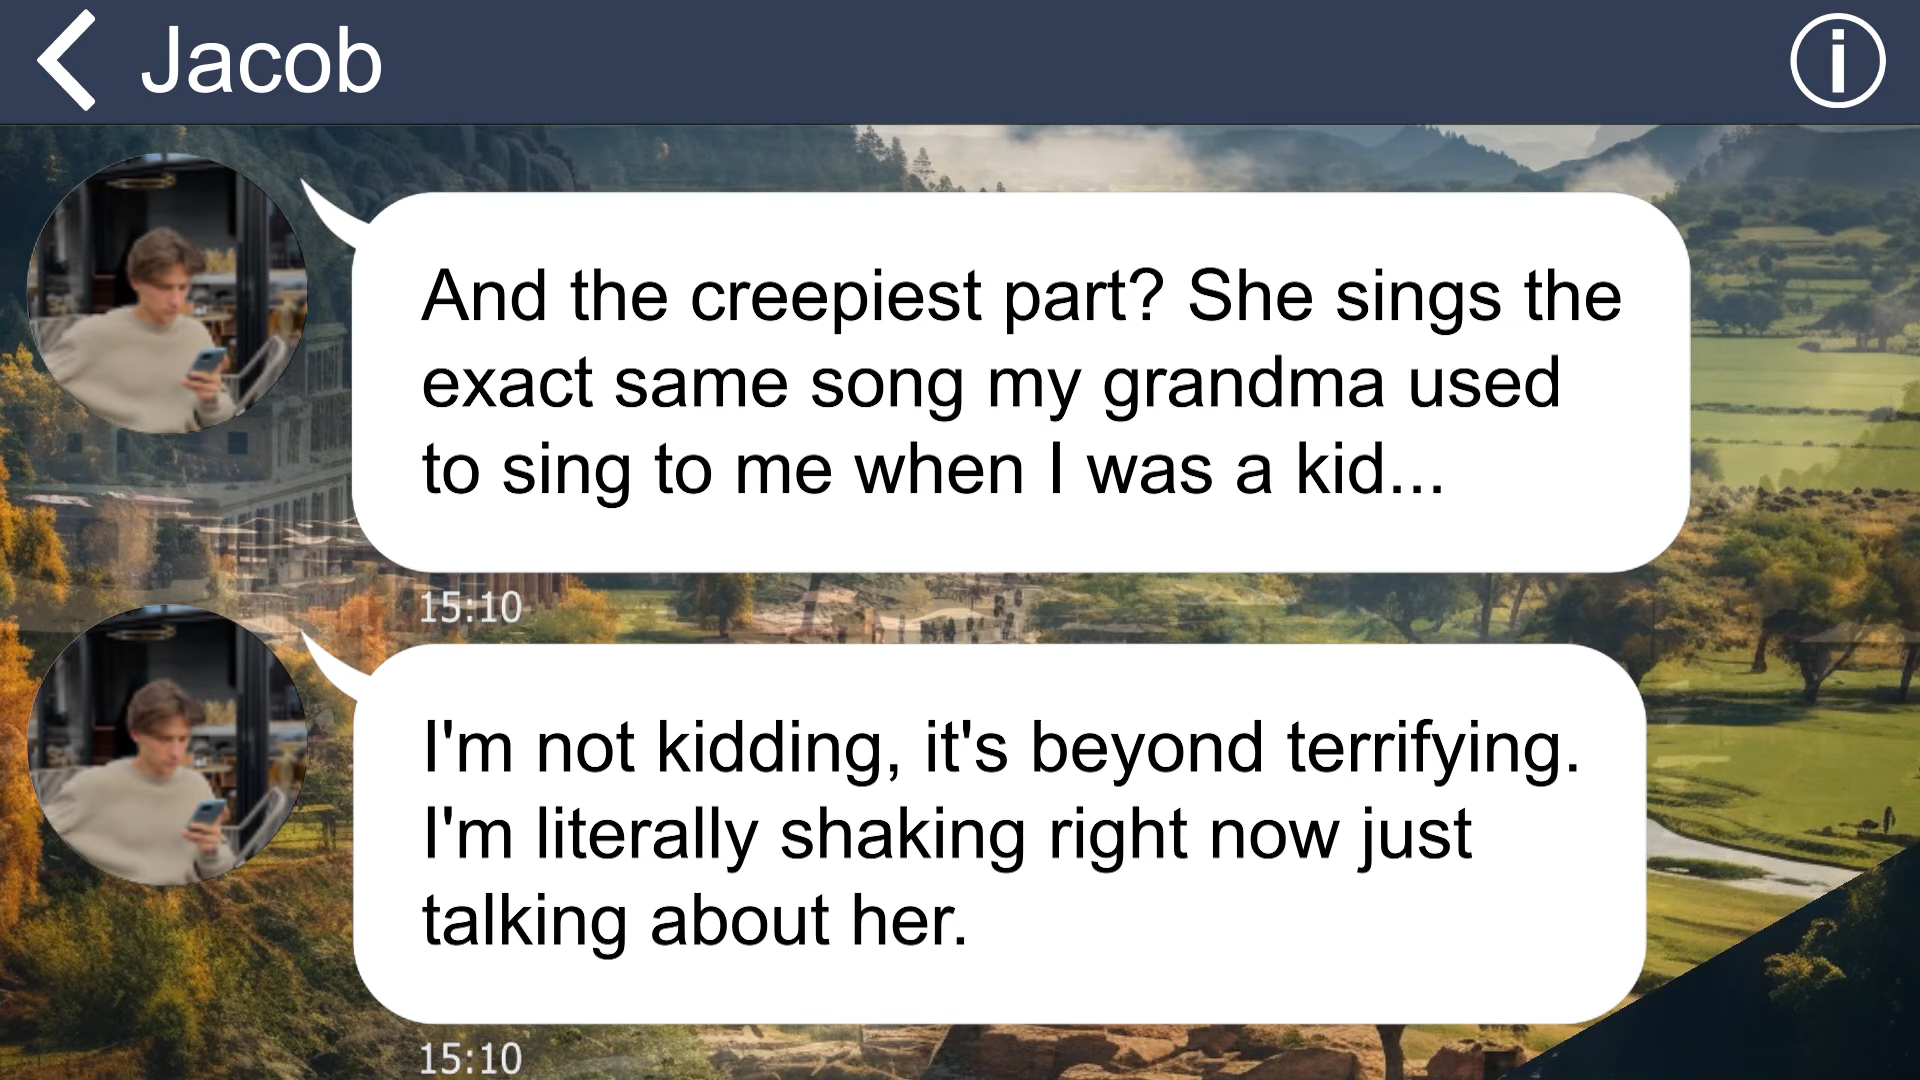 Jacob
And the creepiest part? She sings the
exact same song my grandma used
to sing to me when I was a kid...
15:10
I'm not kidding, it's beyond terrifying.
I'm literally shaking right now just
talking about her.
15:10